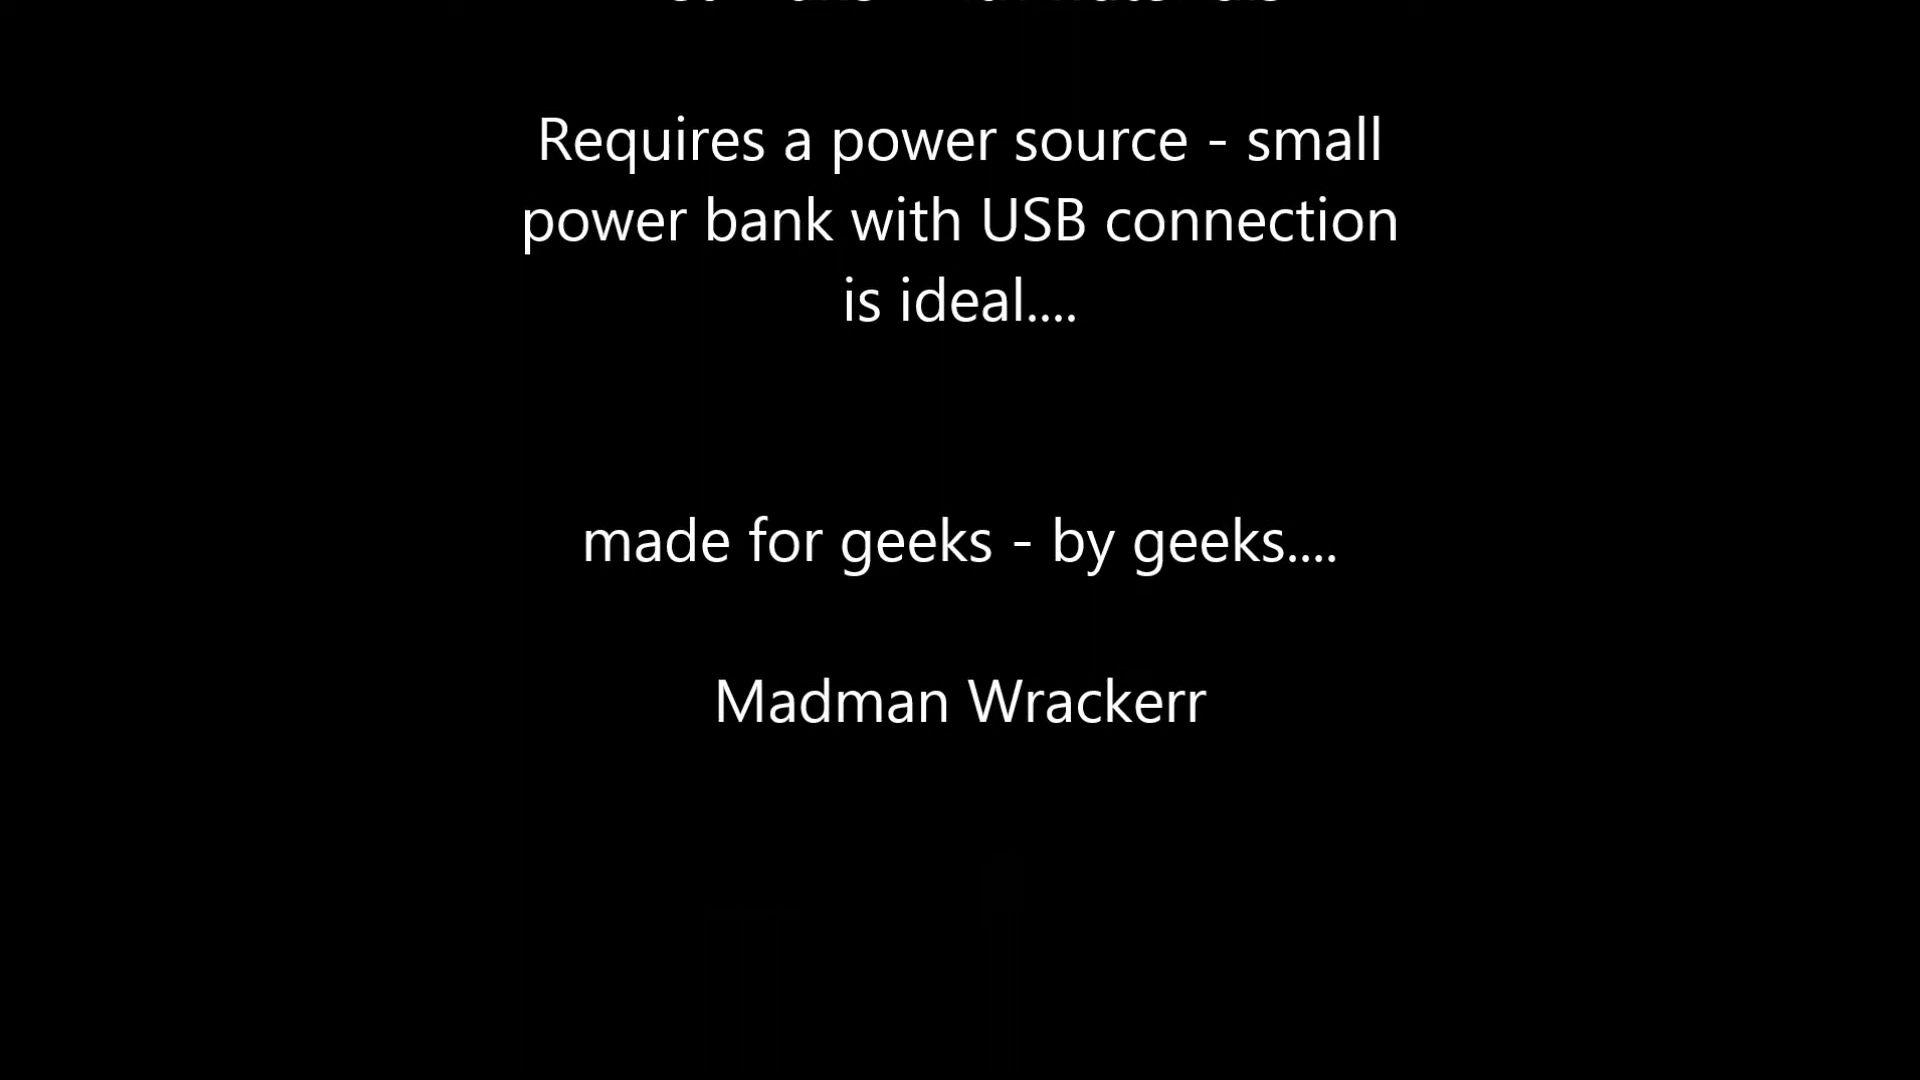 Requires a power source - small
power bank with USB connection
is ideal....
made for geeks - by geeks....
Madman Wrackerr